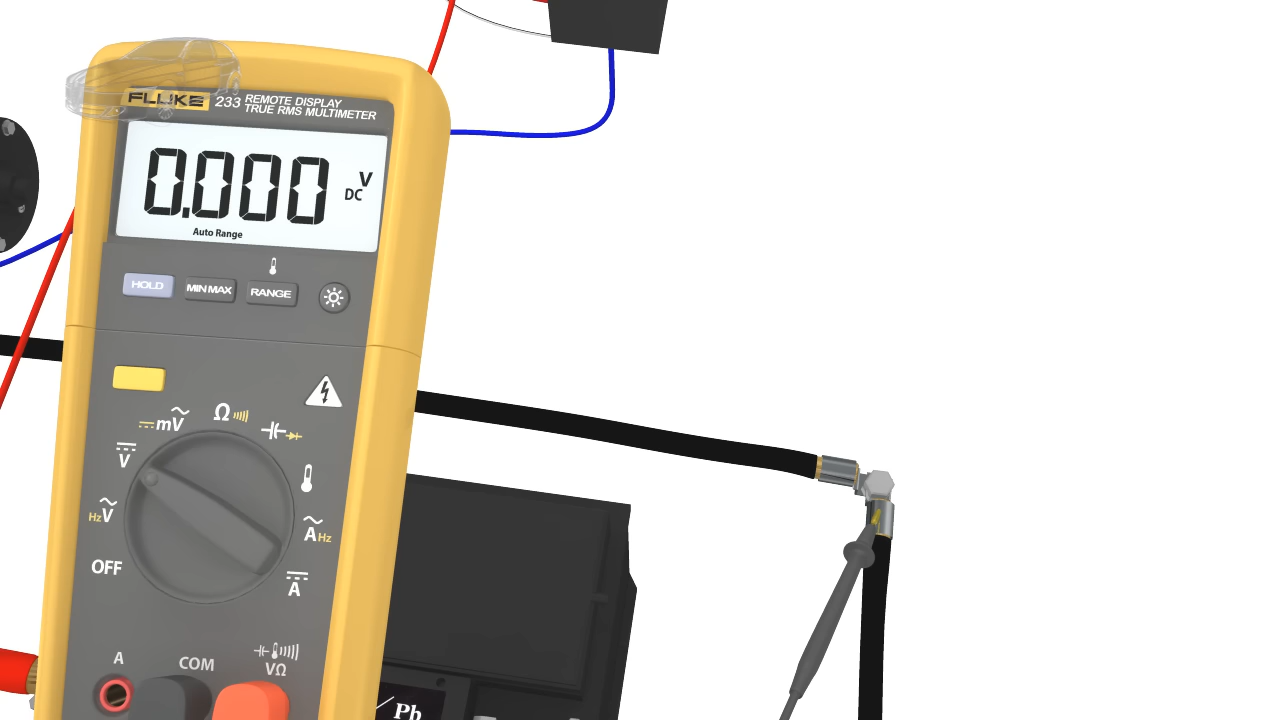 FLUKE 233 REMOTE DISPLAY
TRUE RMS MULTIMETER
0.000 V
DC
Auto Range
HOLD MIN MAX RANGE
mV Ω
V
Hz V
A Hz
OFF
A
A COM VΩ
/ Pb